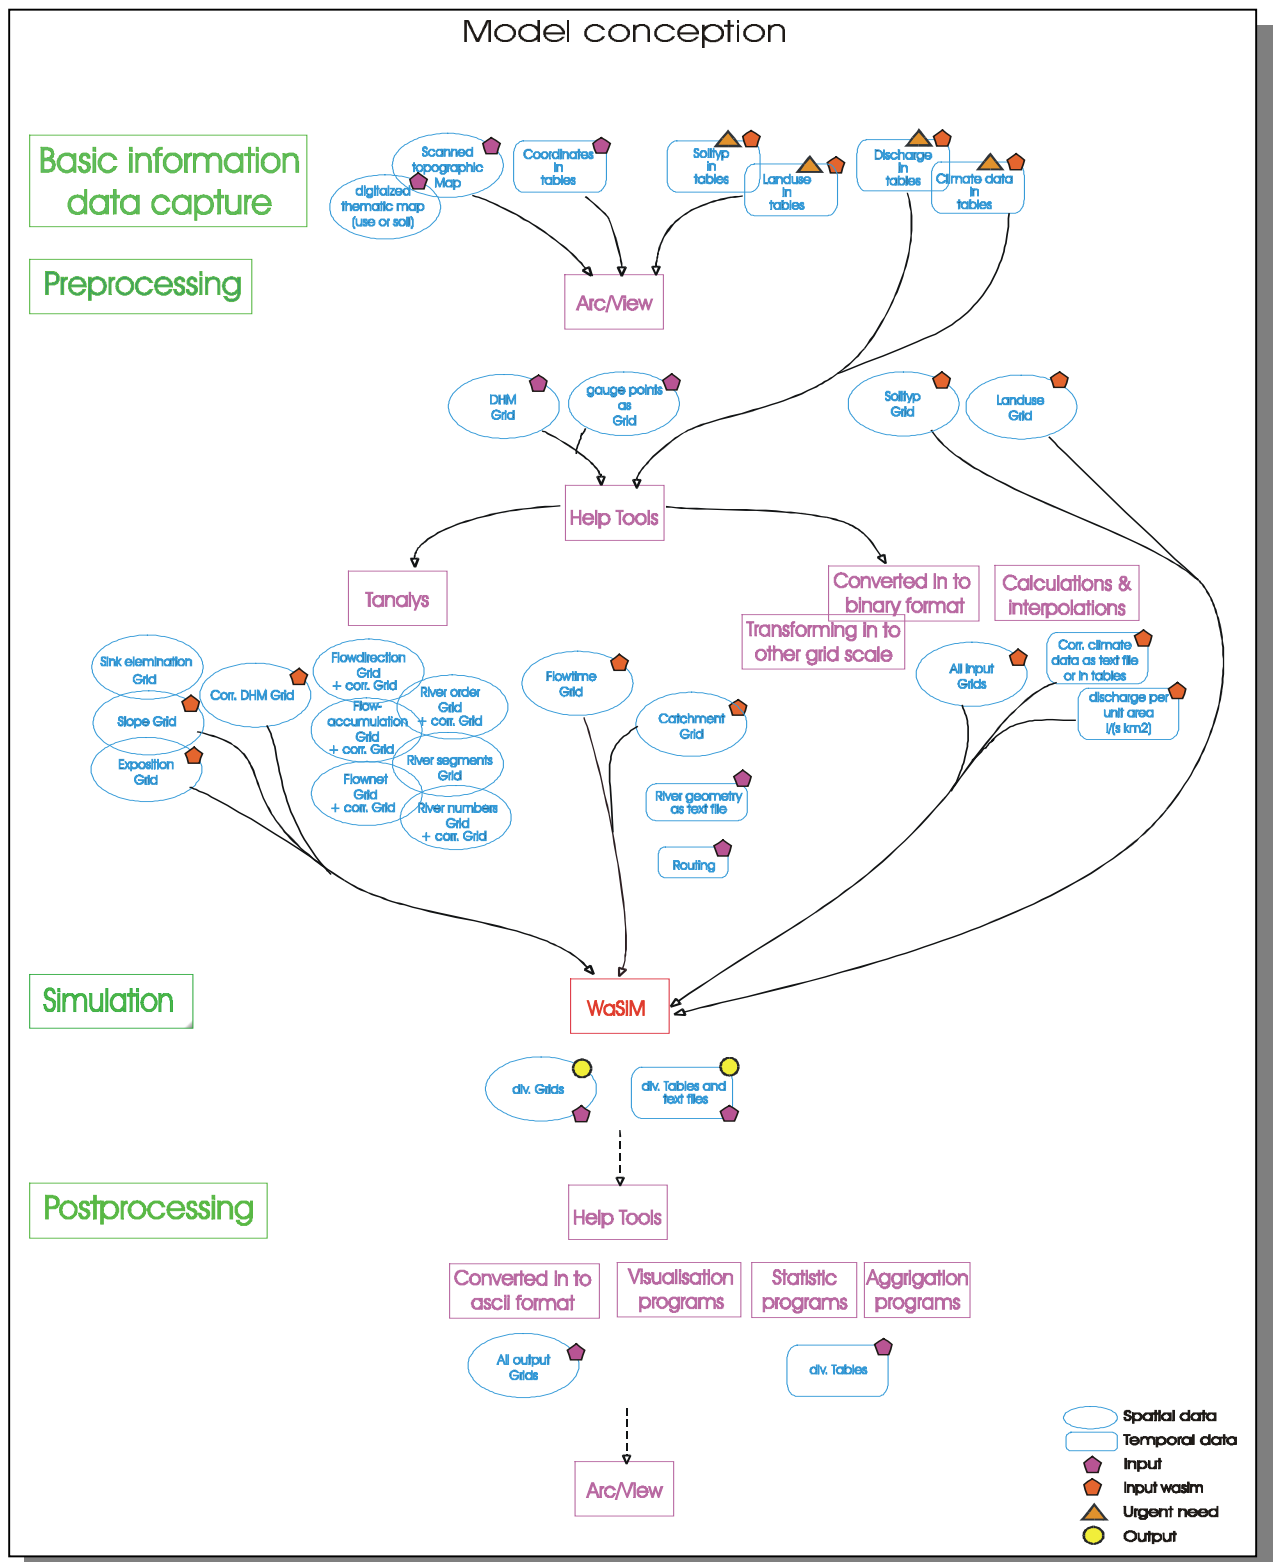 Model conception
Basic information
data capture
Scanned
topographic
Map
digitaized
thematic map
(use or soil)
Coordinates
in
tables
Soiltyp
in
tables
Landuse
in
tables
Discharge
in
tables
Climate data
in
tables
Preprocessing
Arc/View
DHM
Grid
gauge points
as
Grid
Soiltyp
Grid
Landuse
Grid
Help Tools
Tanalys
Converted in to
binary format
Calculations &
interpolations
Transforming in to
other grid scale
Sink elemination
Grid
Slope Grid
Exposition
Grid
Corr. DHM Grid
Flowdirection
Grid
+ corr. Grid
Flow-
accumulation
Grid
+ corr. Grid
Flownet
Grid
+ corr. Grid
River order
Grid
+ corr. Grid
River segments
Grid
River numbers
Grid
+ corr. Grid
Flowtime
Grid
Catchment
Grid
River geometry
as text file
Routing
All input
Grids
Corr. climate
data as text file
or in tables
discharge per
unit area
l/(s km2)
Simulation
WaSIM
div. Grids
div. Tables and
text files
Postprocessing
Help Tools
Converted in to
ascii format
Visualisation
programs
Statistic
programs
Aggrigation
programs
All output
Grids
div. Tables
Arc/View
Spatial data
Temporal data
Input
Input wasim
Urgent need
Output